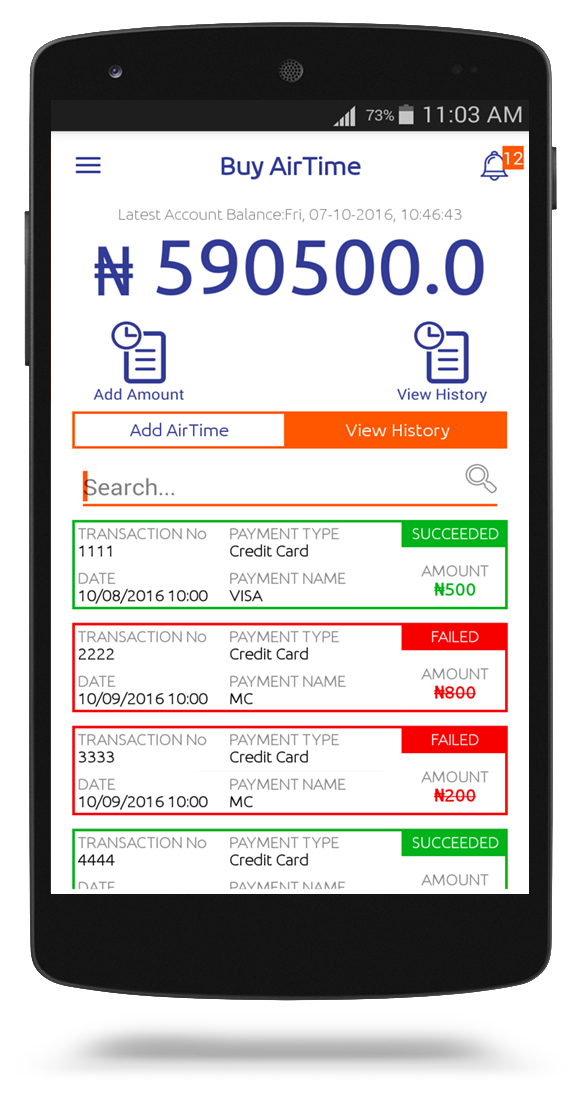 73% 11:03 AM
Buy AirTime 12
Latest Account Balance:Fri, 07-10-2016, 10:46:43
₦ 590500.0
Add Amount View History
Add AirTime View History
Search...
TRANSACTION No PAYMENT TYPE SUCCEEDED
1111 Credit Card
AMOUNT
DATE PAYMENT NAME
₦500
10/08/2016 10:00 VISA
TRANSACTION No PAYMENT TYPE FAILED
2222 Credit Card
AMOUNT
DATE PAYMENT NAME
₦800
10/09/2016 10:00 MC
TRANSACTION No PAYMENT TYPE FAILED
3333 Credit Card
AMOUNT
DATE PAYMENT NAME
₦200
10/09/2016 10:00 MC
TRANSACTION No PAYMENT TYPE SUCCEEDED
4444 Credit Card
AMOUNT
DATE PAYMENT NAME